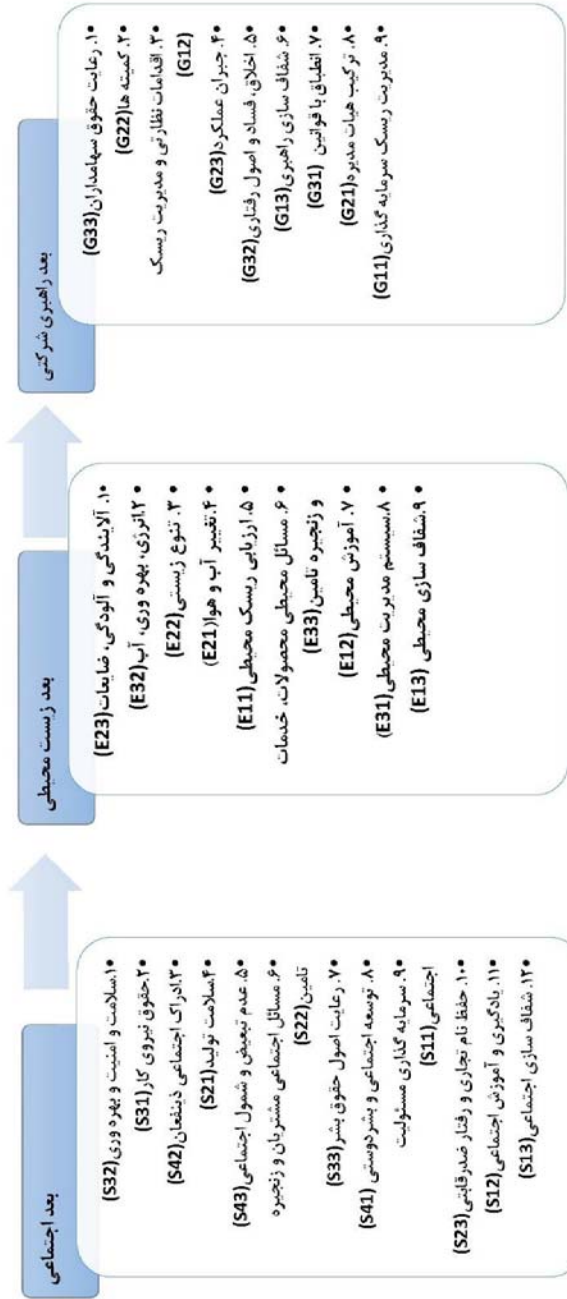 بعد اجتماعی
۱.سلامت و امنیت و بهره وری(S32)
۲.حقوق نیروی کار(S31)
۳.ادراک اجتماعی ذینفعان(S42)
۴.سلامت تولید(S21)
۵. عدم تبعیض و شمول اجتماعی(S43)
۶. مسائل اجتماعی مشتریان و زنجیره
تامین(S22)
۷. رعایت اصول حقوق بشر(S33)
۸. توسعه اجتماعی و بشردوستی (S41)
۹. سرمایه گذاری مسئولیت
اجتماعی(S11)
۱۰. حفظ نام تجاری و رفتار ضدرقابتی(S23)
۱۱. یادگیری و آموزش اجتماعی(S12)
۱۲. شفاف سازی اجتماعی(S13)
بعد زیست محیطی
۱. آلایندگی و آلودگی، ضایعات(E23)
۲.انرژی، بهره وری، آب(E32)
۳. تنوع زیستی(E22)
۴.تغییر آب و هوا(E21)
۵.ارزیابی ریسک محیطی(E11)
۶. مسائل محیطی محصولات، خدمات
و زنجیره تامین(E33)
۷. آموزش محیطی(E12)
۸.سیستم مدیریت محیطی(E31)
۹.شفاف سازی محیطی (E13)
بعد راهبری شرکتی
۱. رعایت حقوق سهامداران(G33)
۲. کمیته ها(G22)
۳. اقدامات نظارتی و مدیریت ریسک
(G12)
۴. جبران عملکرد(G23)
۵. اخلاق، فساد و اصول رفتاری(G32)
۶. شفاف سازی راهبری(G13)
۷. انطباق با قوانین (G31)
۸. ترکیب هیات مدیره(G21)
۹. مدیریت ریسک سرمایه گذاری(G11)